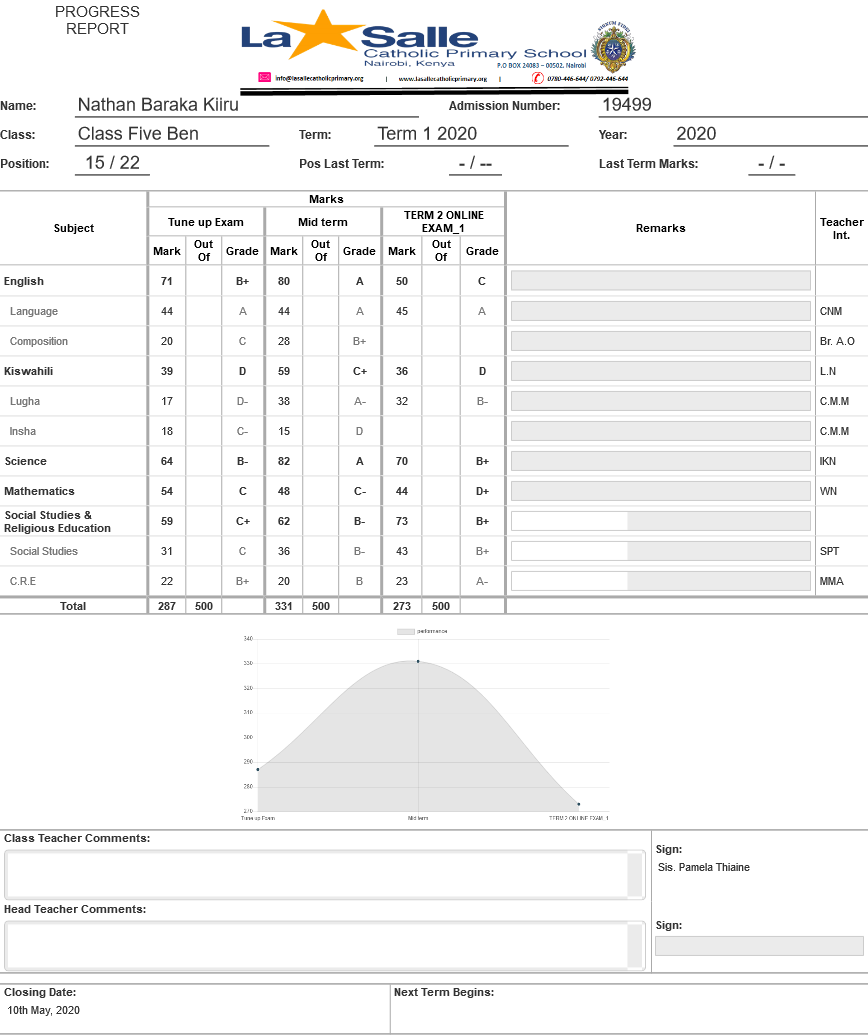 PROGRESS
REPORT
La Salle
Catholic Primary School
Nairobi, Kenya
P.O BOX 24083 – 00502, Nairobi
info@lasallecatholicprimary.org | www.lasallecatholicprimary.org | 0780-446-644/ 0792-446-644
Name: Nathan Baraka Kiiru Admission Number: 19499
Class: Class Five Ben Term: Term 1 2020 Year: 2020
Position: 15 / 22 Pos Last Term: - / -- Last Term Marks: - / -
Subject Marks Remarks Teacher Int.
Tune up Exam Mid term TERM 2 ONLINE EXAM_1
Mark Out Of Grade Mark Out Of Grade Mark Out Of Grade
English 71 B+ 80 A 50 C
Language 44 A 44 A 45 A CNM
Composition 20 C 28 B+ Br. A.O
Kiswahili 39 D 59 C+ 36 D L.N
Lugha 17 D- 38 A- 32 B- C.M.M
Insha 18 C- 15 D C.M.M
Science 64 B- 82 A 70 B+ IKN
Mathematics 54 C 48 C- 44 D+ WN
Social Studies &
Religious Education 59 C+ 62 B- 73 B+
Social Studies 31 C 36 B- 43 B+ SPT
C.R.E 22 B+ 20 B 23 A- MMA
Total 287 500 331 500 273 500
performance
340
330
320
310
300
290
280
270
Tune up Exam Mid term TERM 2 ONLINE EXAM_1
Class Teacher Comments:
Sign:
Sis. Pamela Thiaine
Head Teacher Comments:
Sign:
Closing Date: Next Term Begins:
10th May, 2020